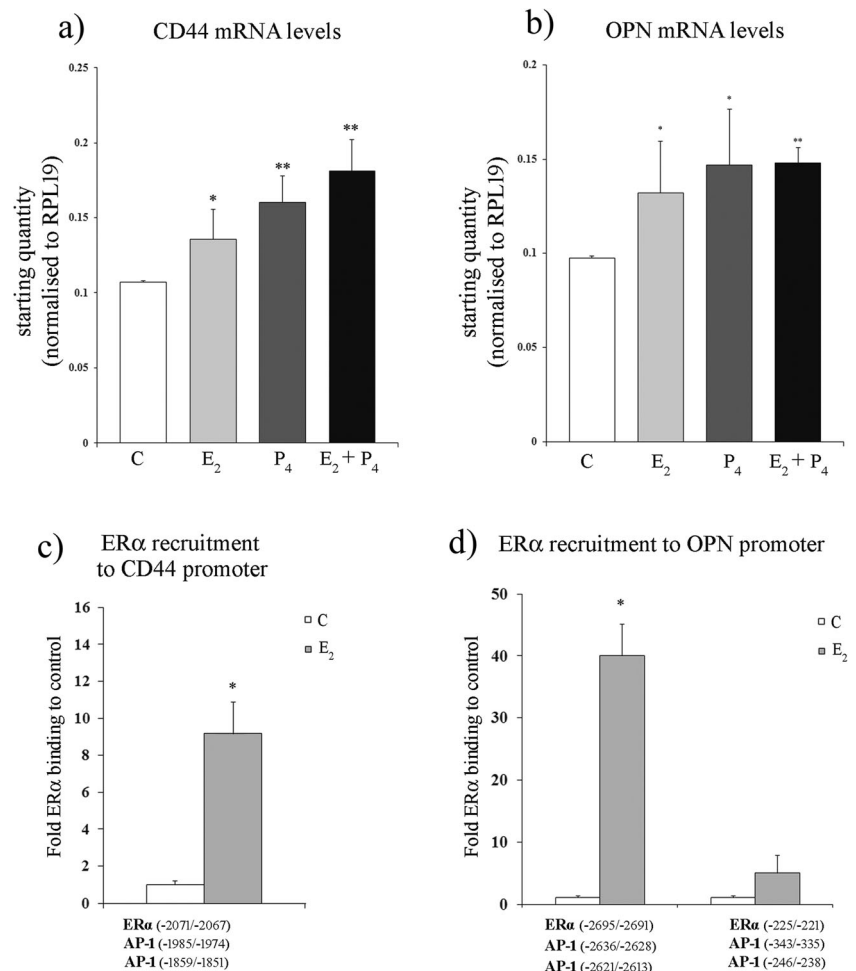 a)
CD44 mRNA levels
0.25
0.2
0.15
0.1
0.05
0
starting quantity
(normalised to RPL19)
*
**
**
C
E2
P4
E2 + P4
b)
OPN mRNA levels
0.2
0.15
0.1
0.05
0
starting quantity
(normalised to RPL19)
*
*
**
C
E2
P4
E2 + P4
c)
ERα recruitment
to CD44 promoter
16
14
12
10
8
6
4
2
0
Fold ERα binding to control
C
E2
*
ERα (-2071/-2067)
AP-1 (-1985/-1974)
AP-1 (-1859/-1851)
d)
ERα recruitment to OPN promoter
50
40
30
20
10
0
Fold ERα binding to control
C
E2
*
ERα (-2695/-2691)
AP-1 (-2636/-2628)
AP-1 (-2621/-2613)
ERα (-225/-221)
AP-1 (-343/-335)
AP-1 (-246/-238)